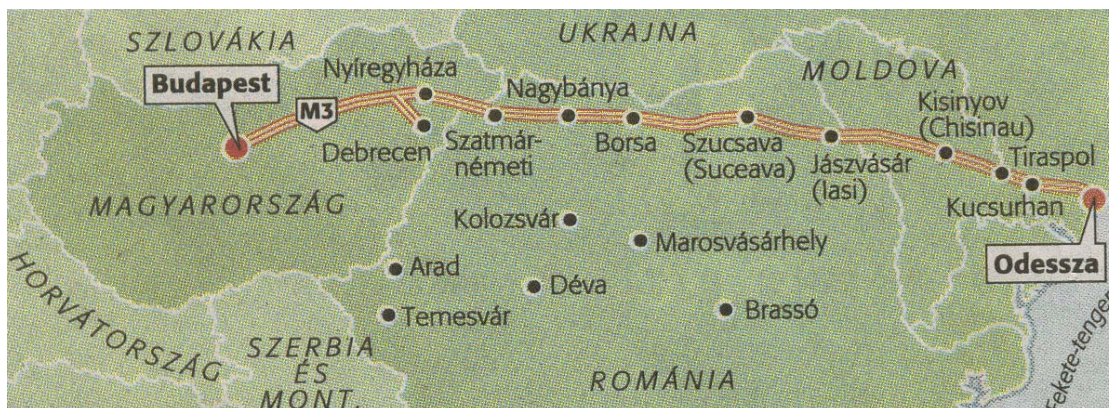 SZLOVÁKIA
UKRAJNA
Budapest
Nyíregyháza
Nagybánya
MOLDOVA
M3
Kisinyov
(Chisinau)
Debrecen
Szatmár-
németi
Borsa
Szucsava
(Suceava)
Jászvásár
(Iasi)
Tiraspol
Kucsurhan
MAGYARORSZÁG
Kolozsvár
Marosvásárhely
Odessza
HORVÁTORSZÁG
Arad
Déva
Temesvár
Brassó
SZERBIA
ÉS
MONT.
ROMÁNIA
Fekete-tenger